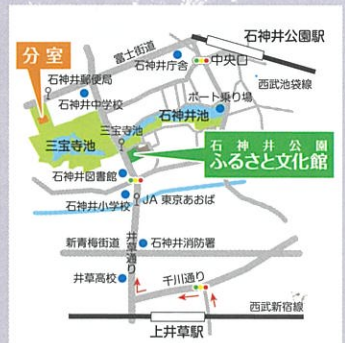 石神井公園駅
分室
富士街道
石神井庁舎
中央口
西武池袋線
石神井郵便局
石神井中学校
ボート乗り場
石神井池
三宝寺池
三宝寺池
石神井公園
ふるさと文化館
石神井図書館
石神井小学校
JA 東京あおば
井草通り
新青梅街道
石神井消防署
井草高校
千川通り
西武新宿線
上井草駅